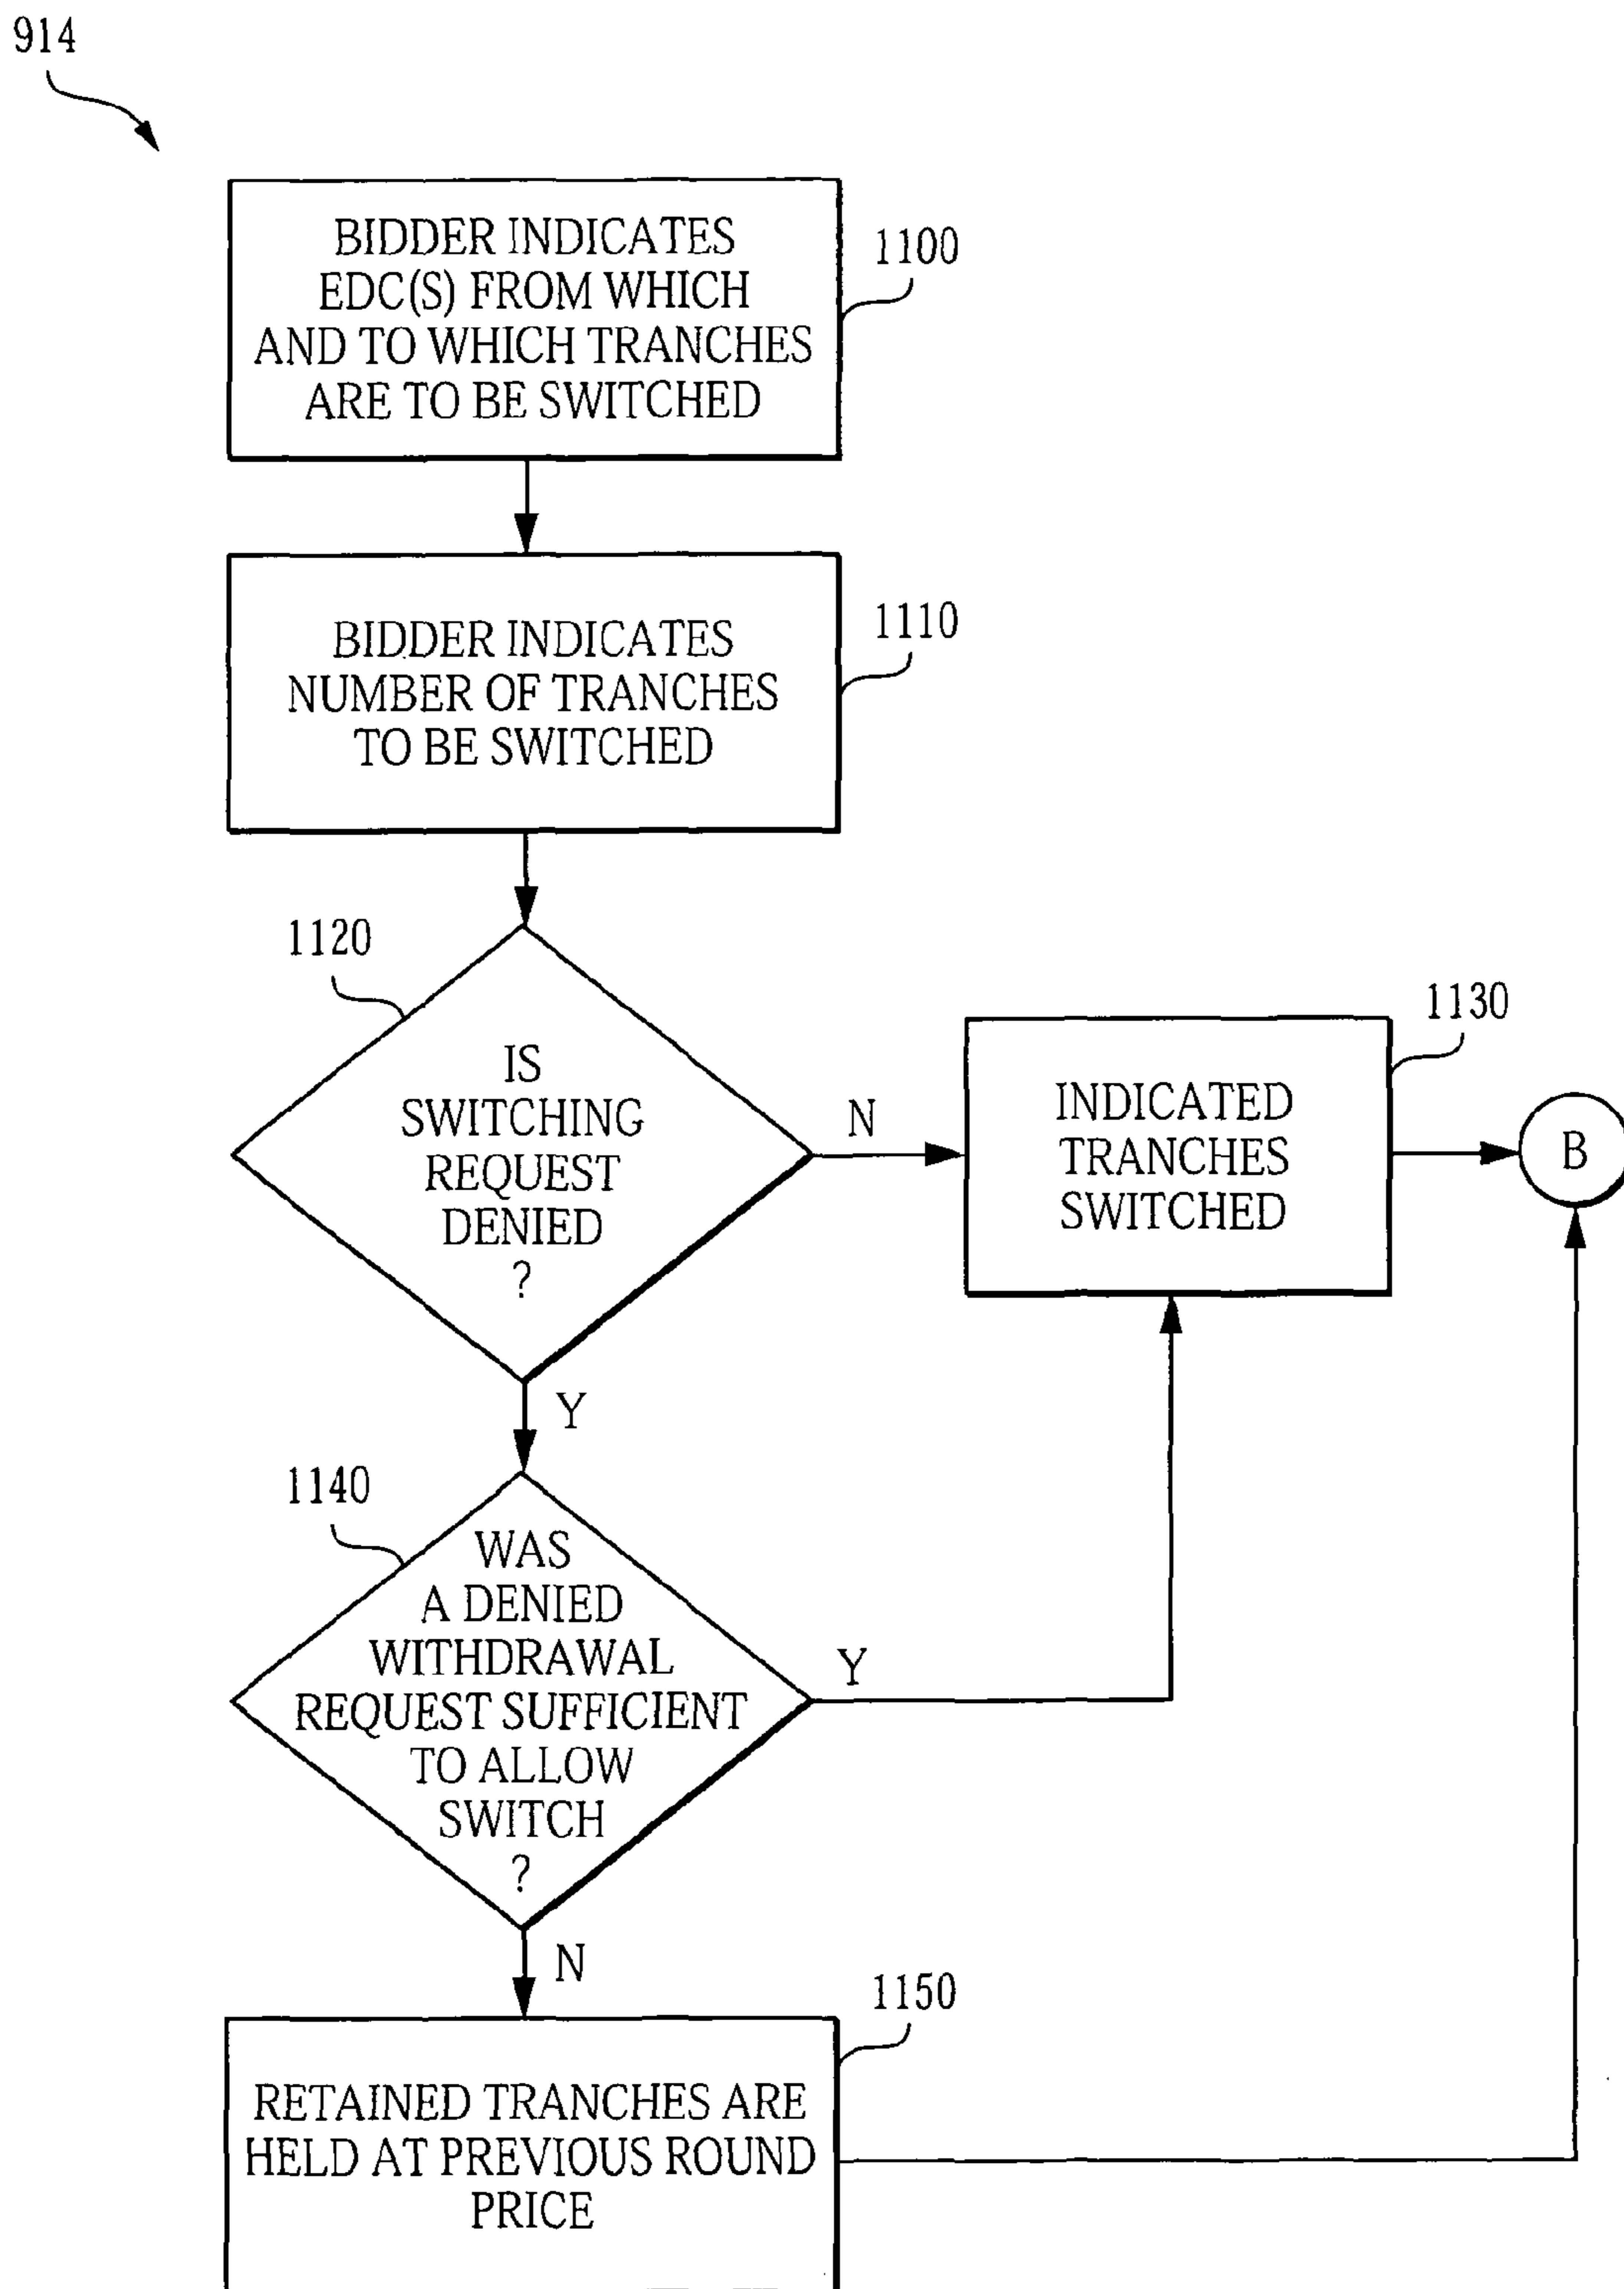 914
BIDDER INDICATES
EDC(S) FROM WHICH
AND TO WHICH TRANCHES
ARE TO BE SWITCHED
1100
BIDDER INDICATES
NUMBER OF TRANCHES
TO BE SWITCHED
1110
1120
IS
SWITCHING
REQUEST
DENIED
?
N
Y
INDICATED
TRANCHES
SWITCHED
1130
B
1140
WAS
A DENIED
WITHDRAWAL
REQUEST SUFFICIENT
TO ALLOW
SWITCH
?
Y
N
RETAINED TRANCHES ARE
HELD AT PREVIOUS ROUND
PRICE
1150